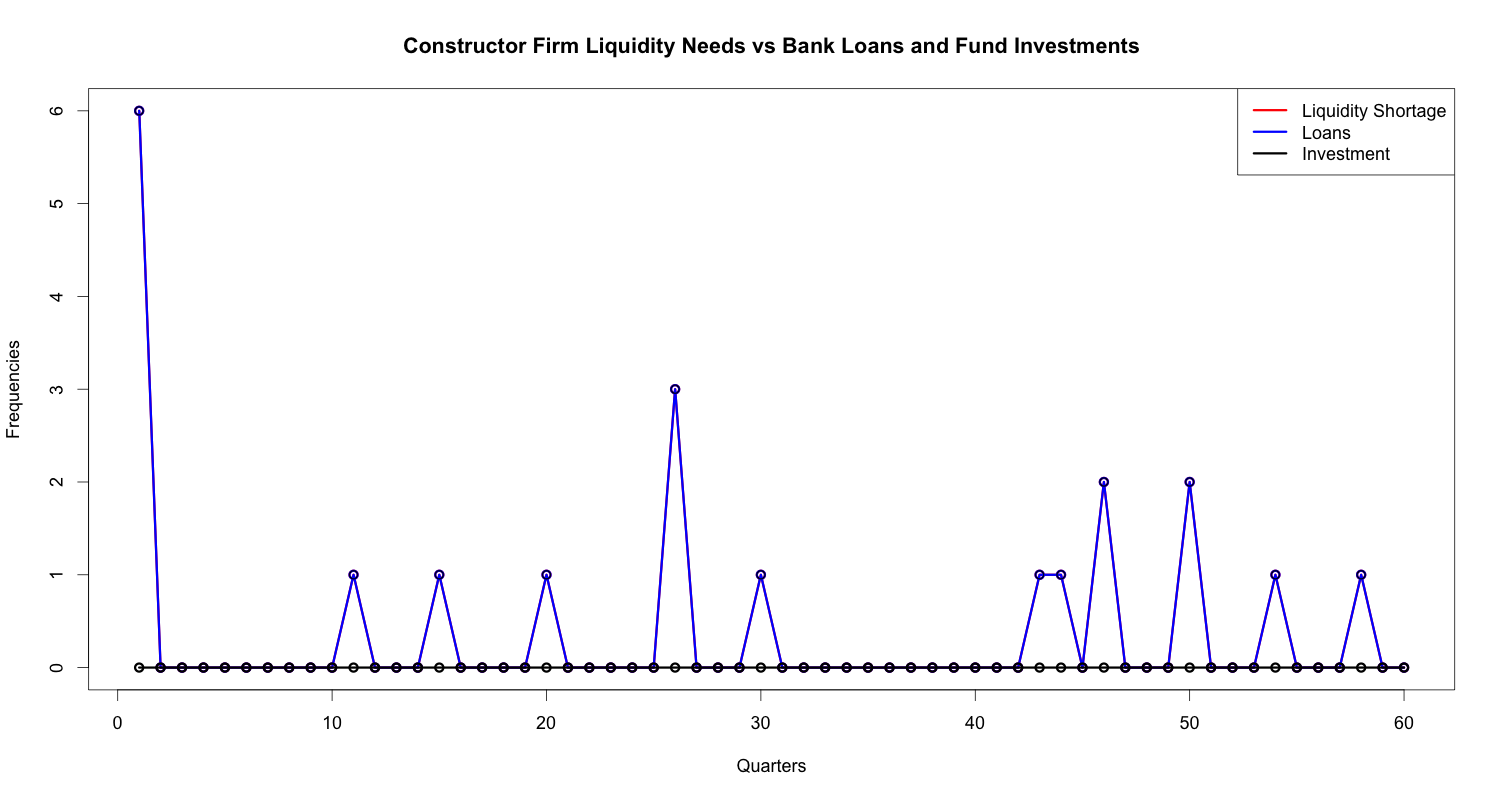 Constructor Firm Liquidity Needs vs Bank Loans and Fund Investments
Liquidity Shortage
Loans
Investment
Frequencies
6
5
4
3
2
1
0
0 10 20 30 40 50 60
Quarters